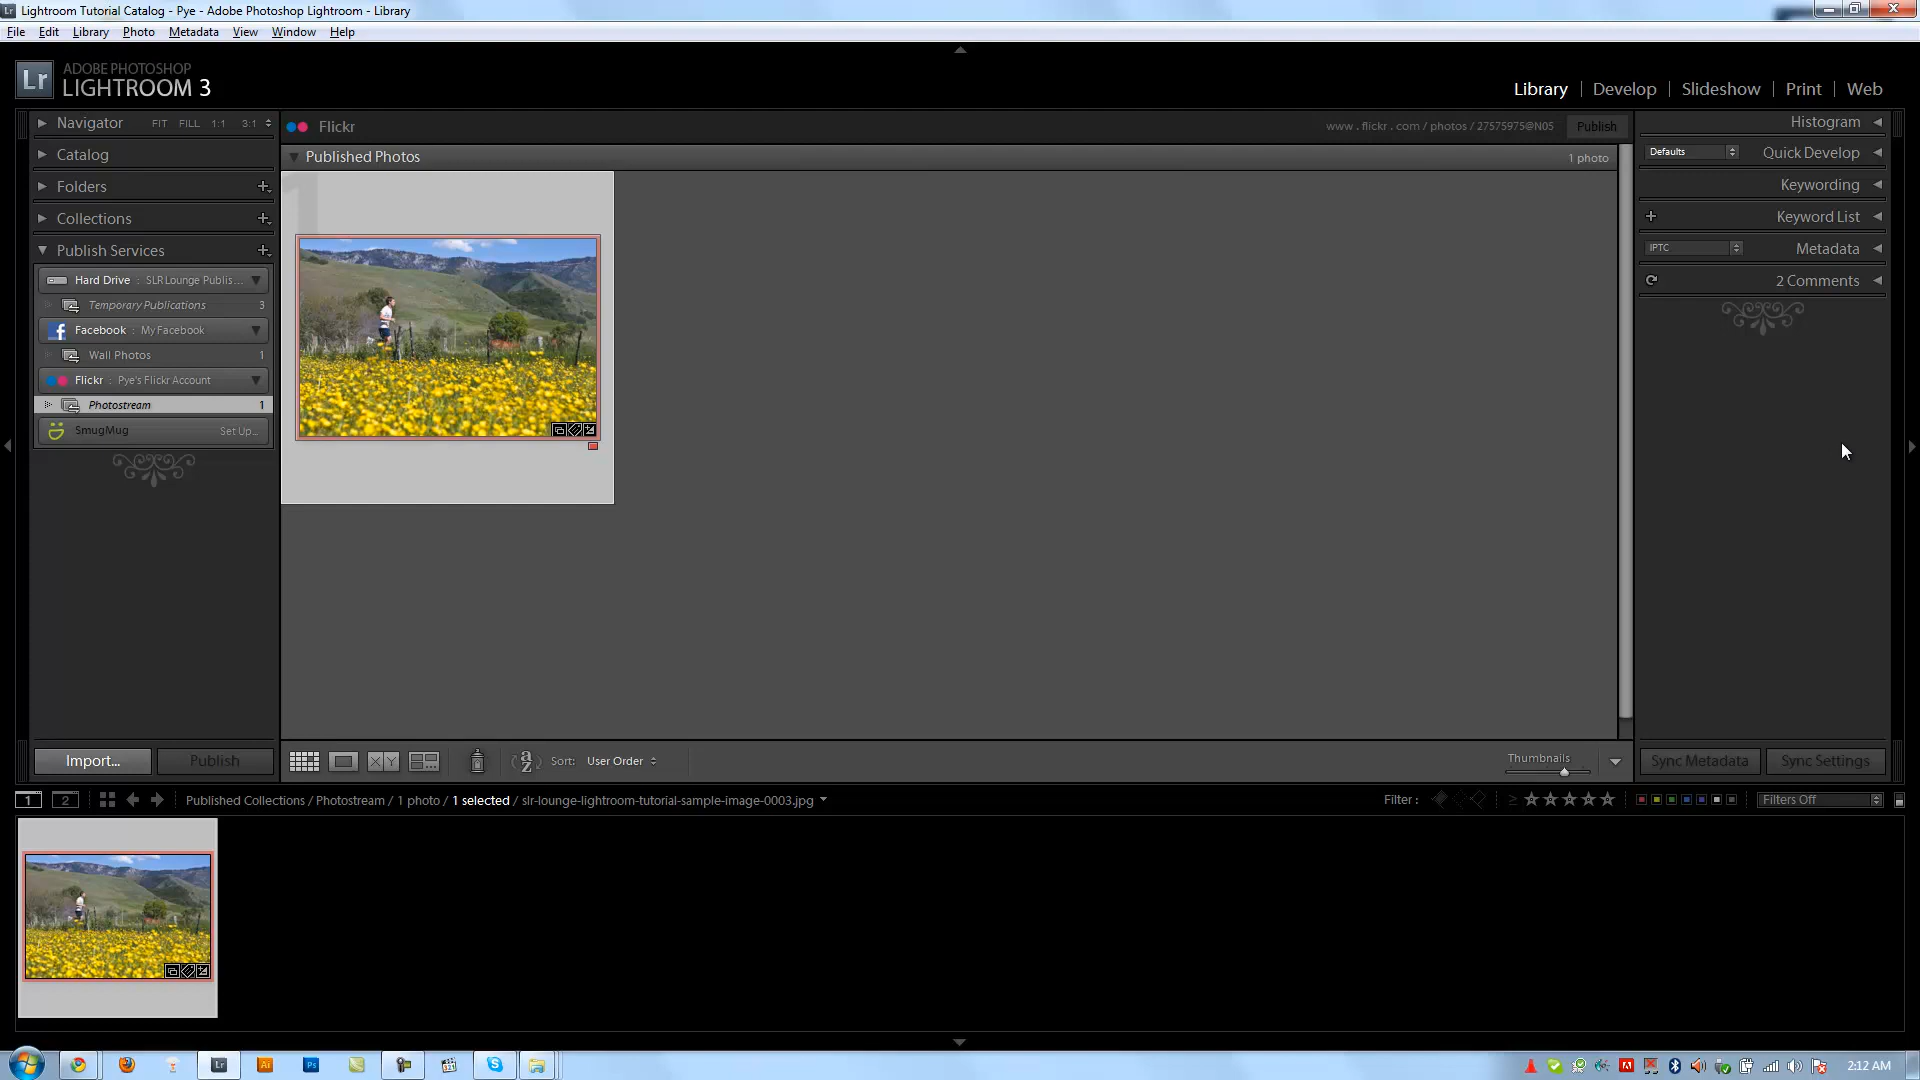 Lightroom Tutorial Catalog - Pye - Adobe Photoshop Lightroom - Library
File Edit Library Photo Metadata View Window Help
Lr ADOBE PHOTOSHOP
LIGHTROOM 3
Library | Develop | Slideshow | Print | Web
Navigator FIT FILL 1:1 3:1
Catalog
Folders
Collections
Publish Services
Hard Drive : SLR Lounge Publis...
Temporary Publications 3
Facebook : My Facebook
Wall Photos 1
Flickr : Pye's Flickr Account
Photostream 1
SmugMug Set Up...
Import... Publish
Flickr www . flickr . com / photos / 27575975@N05 Publish
Published Photos 1 photo
1
Sort: User Order Thumbnails
Histogram
Defaults Quick Develop
Keywording
Keyword List
IPTC Metadata
2 Comments
Sync Metadata Sync Settings
1 2 Published Collections / Photostream / 1 photo / 1 selected / slr-lounge-lightroom-tutorial-sample-image-0003.jpg Filter : Filters Off
Lr Ai Ps 2:12 AM